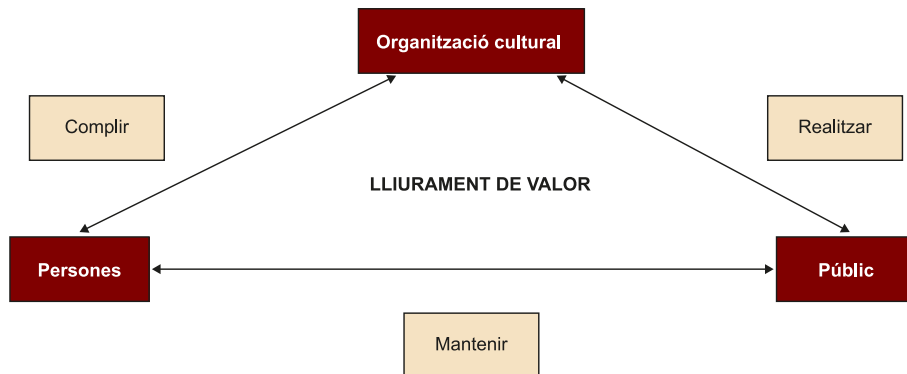 Organització cultural
Complir
Realitzar
LLIURAMENT DE VALOR
Persones
Públic
Mantenir